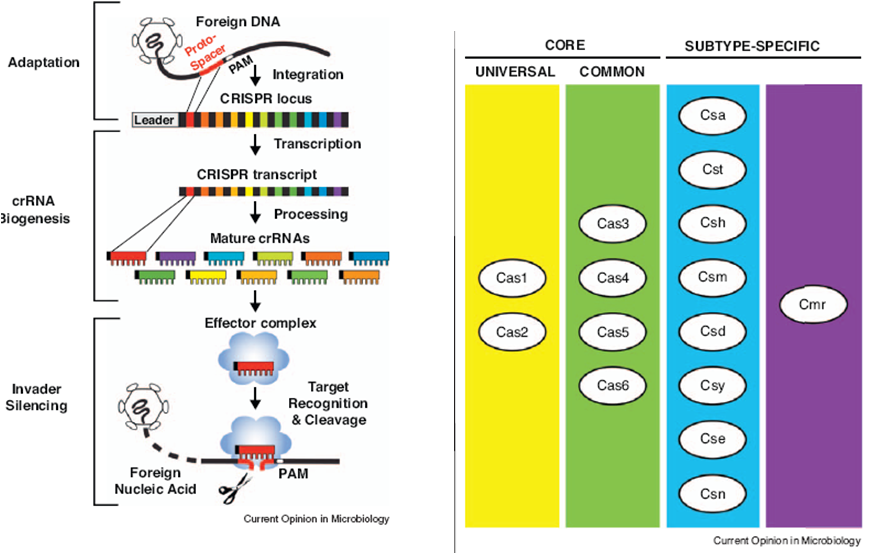 Foreign DNA
Proto-
Spacer
PAM
Adaptation
Integration
CRISPR locus
Leader
Transcription
CRISPR transcript
crRNA
Biogenesis
Processing
Mature crRNAs
Effector complex
Invader
Silencing
Target
Recognition
& Cleavage
Foreign
Nucleic Acid
PAM
Current Opinion in Microbiology
CORE
SUBTYPE-SPECIFIC
UNIVERSAL
COMMON
Cas1
Cas2
Cas3
Cas4
Cas5
Cas6
Csa
Cst
Csh
Csm
Csd
Csy
Cse
Csn
Cmr
Current Opinion in Microbiology